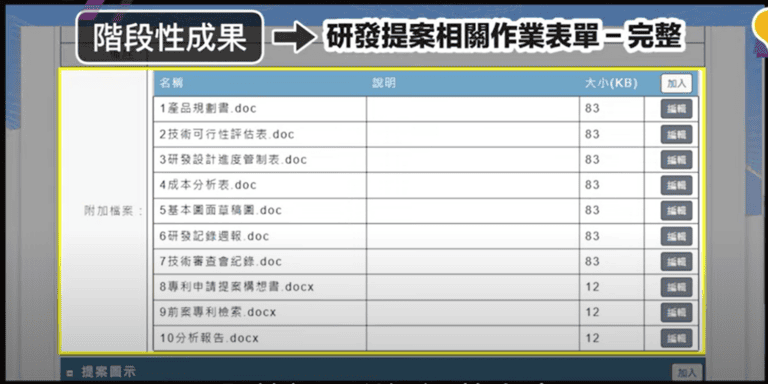 階段性成果 → 研發提案相關作業表單－完整
名稱 說明 大小(KB) 加入
附加檔案：
1產品規劃書.doc 83 編輯
2技術可行性評估表.doc 83 編輯
3研發設計進度管制表.doc 83 編輯
4成本分析表.doc 83 編輯
5基本圖面草稿圖.doc 83 編輯
6研發記錄週報.doc 83 編輯
7技術審查會紀錄.doc 83 編輯
8專利申請提案構想書.docx 12 編輯
9前案專利檢索.docx 12 編輯
10分析報告.docx 12 編輯
提案圖示 加入